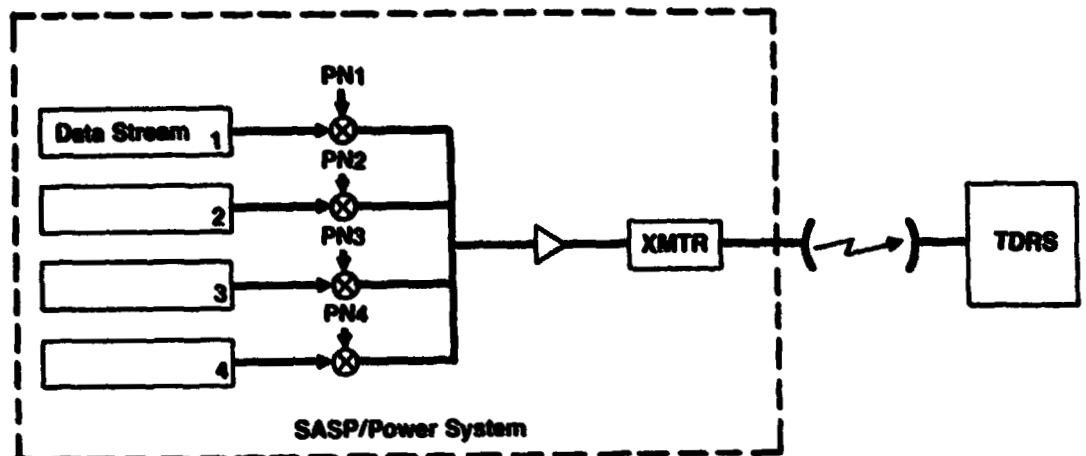 PN1
Data Stream 1
PN2
2
PN3
3
PN4
4
XMTR
TDRS
SASP/Power System